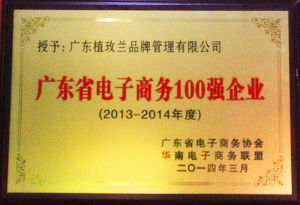 授予:广东植玫兰品牌管理有限公司
广东省电子商务100强企业
(2013-2014年度)
广东省电子商务协会
华南电子商务联盟
二〇一四年三月